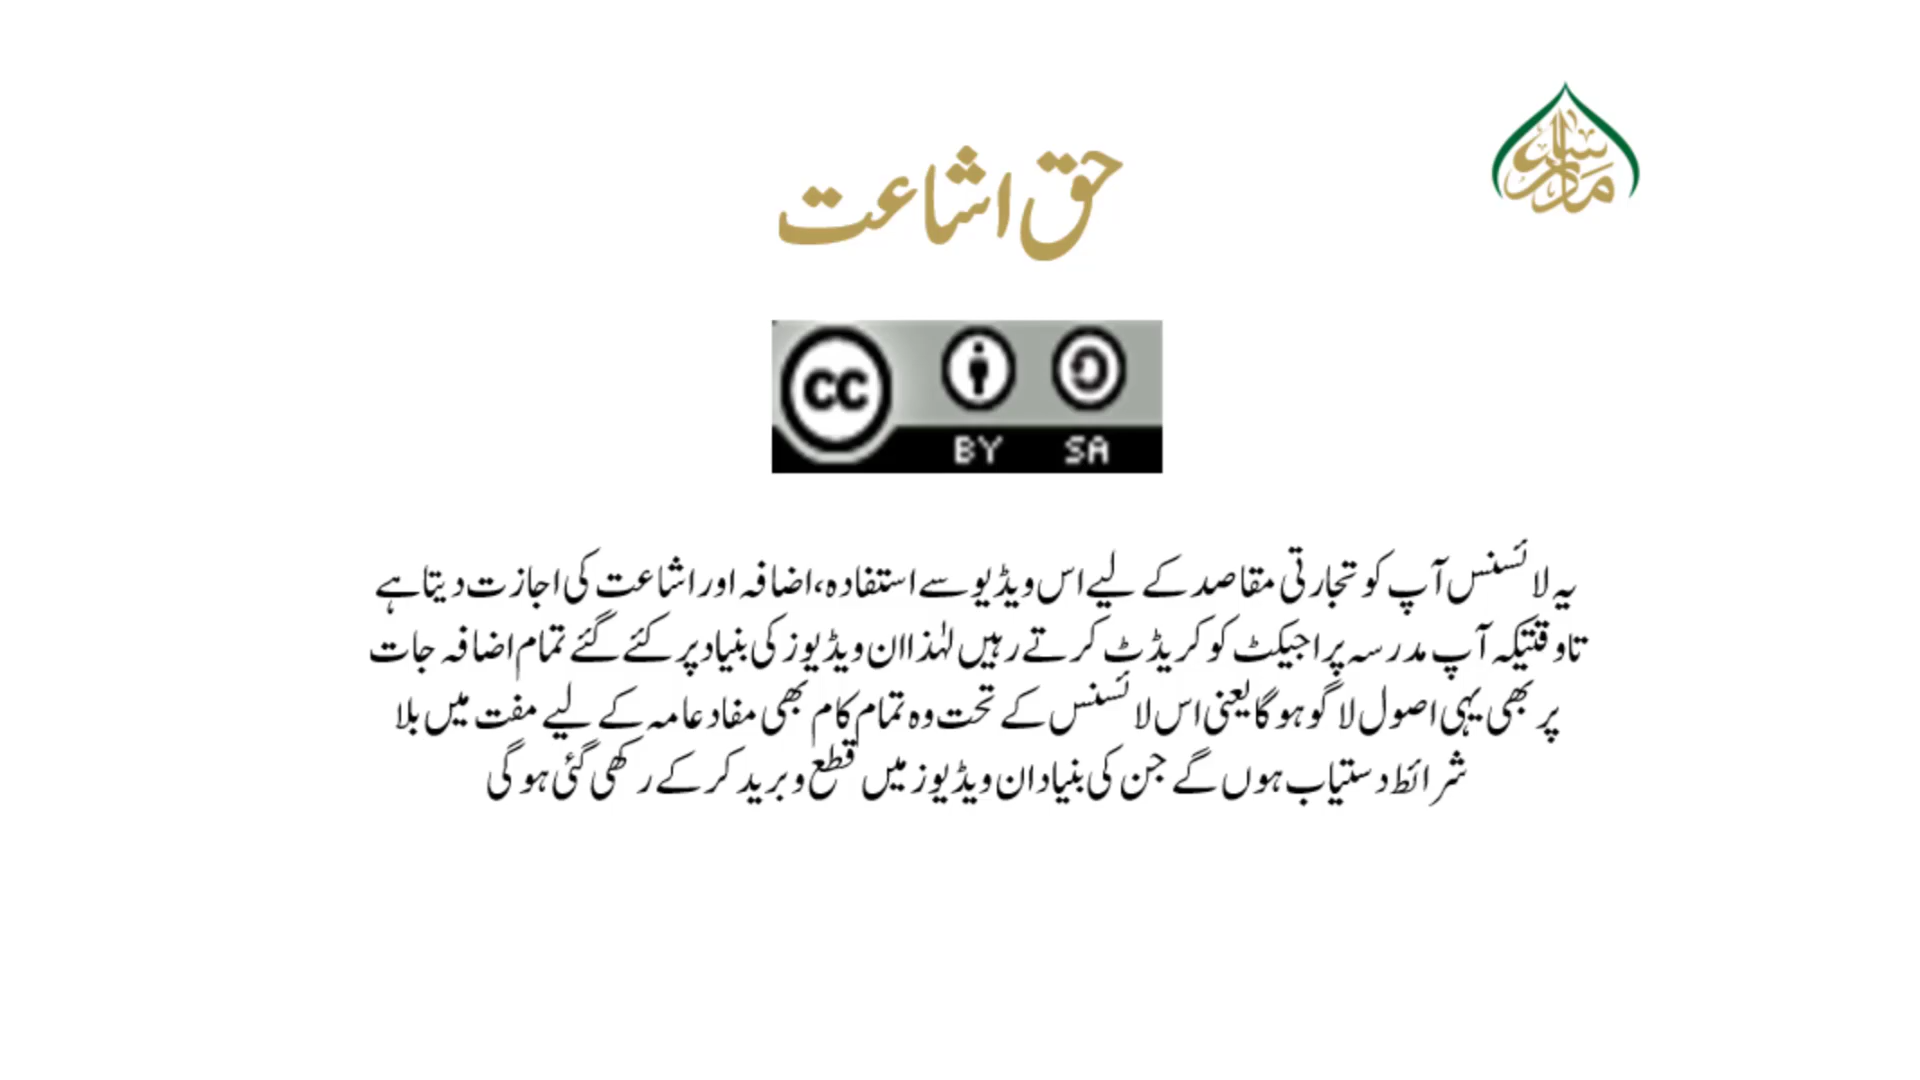 حق اشاعت
مدرسہ
CC
BY SA
یہ لائسنس آپ کو تجارتی مقاصد کے لیے اس ویڈیو سے استفادہ، اضافہ اور اشاعت کی اجازت دیتا ہے
تاوقتیکہ آپ مدرسہ پراجیکٹ کو کریڈٹ کرتے رہیں لہٰذا ان ویڈیوز کی بنیاد پر کئے گئے تمام اضافہ جات
پر بھی یہی اصول لاگو ہو گا یعنی اس لائسنس کے تحت وہ تمام کام بھی مفاد عامہ کے لیے مفت میں بلا
شرائط دستیاب ہوں گے جن کی بنیاد ان ویڈیوز میں قطع و برید کر کے رکھی گئی ہو گی